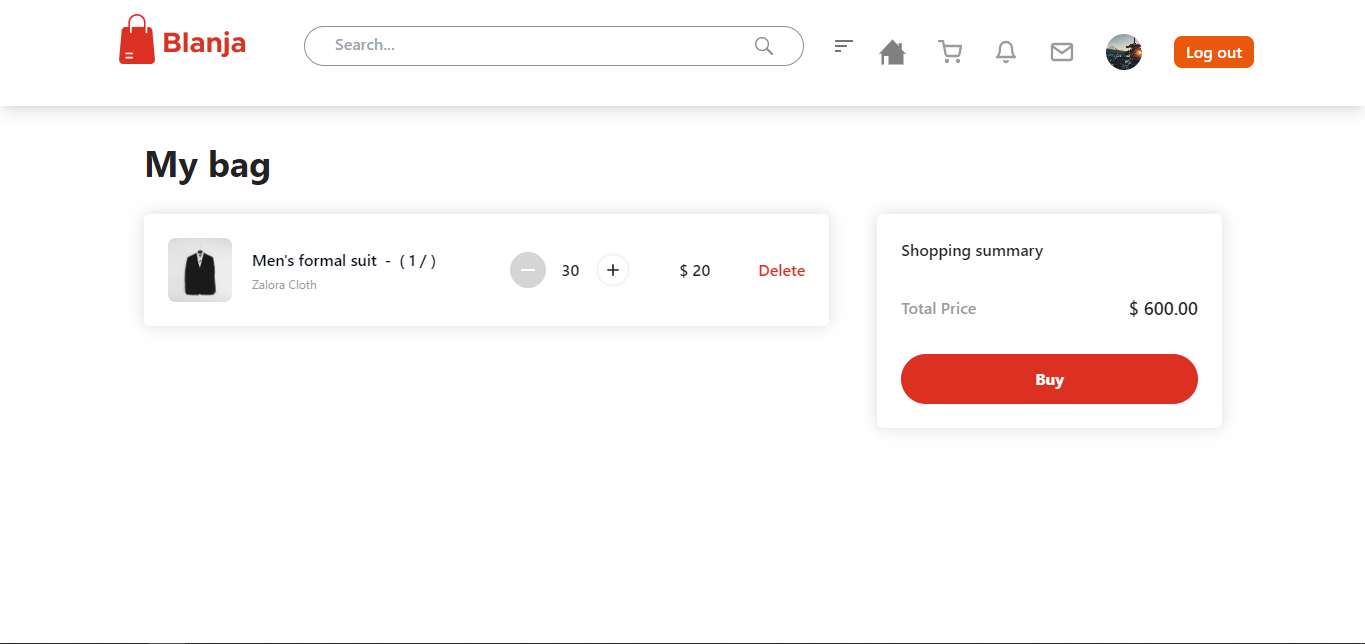 Blanja
Search...
Log out
My bag
Men's formal suit - ( 1 / )
Zalora Cloth
30
$ 20
Delete
Shopping summary
Total Price
$ 600.00
Buy